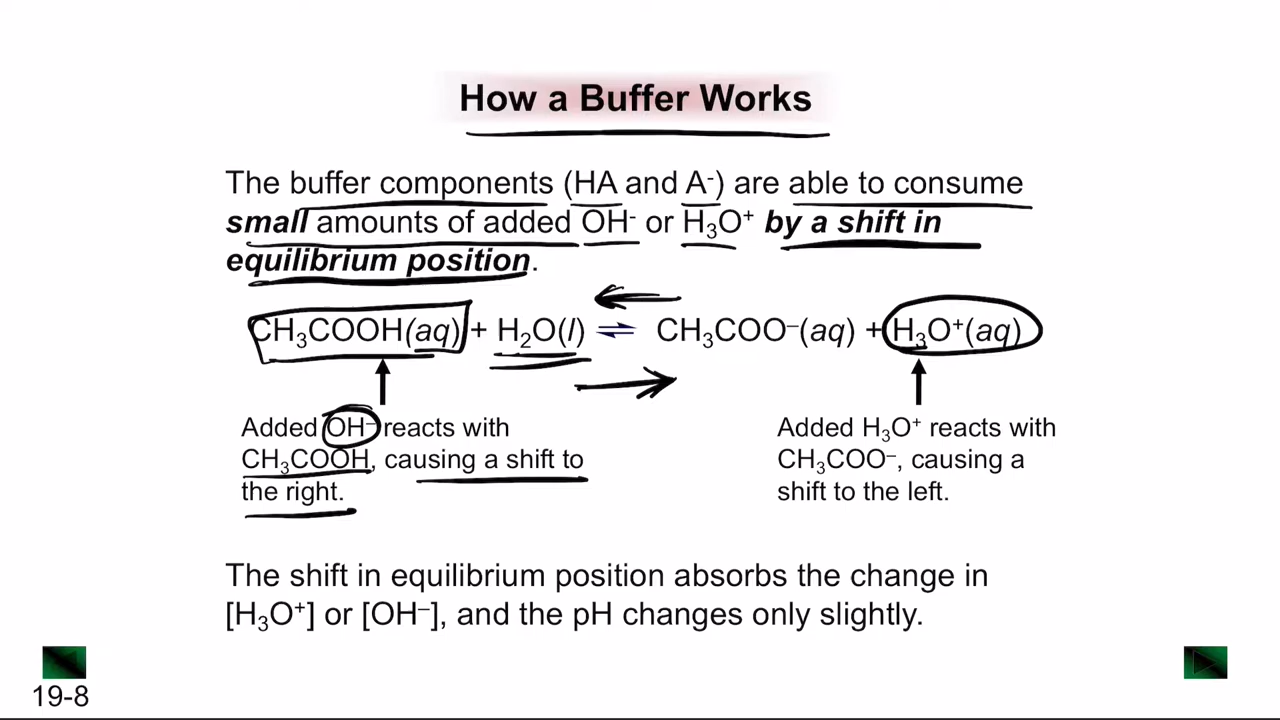 How a Buffer Works
The buffer components (HA and A⁻) are able to consume
small amounts of added OH⁻ or H₃O⁺ by a shift in
equilibrium position.
CH₃COOH(aq) + H₂O(l) ⇌ CH₃COO⁻(aq) + H₃O⁺(aq)
Added OH⁻ reacts with
CH₃COOH, causing a shift to
the right.
Added H₃O⁺ reacts with
CH₃COO⁻, causing a
shift to the left.
The shift in equilibrium position absorbs the change in
[H₃O⁺] or [OH⁻], and the pH changes only slightly.
19-8